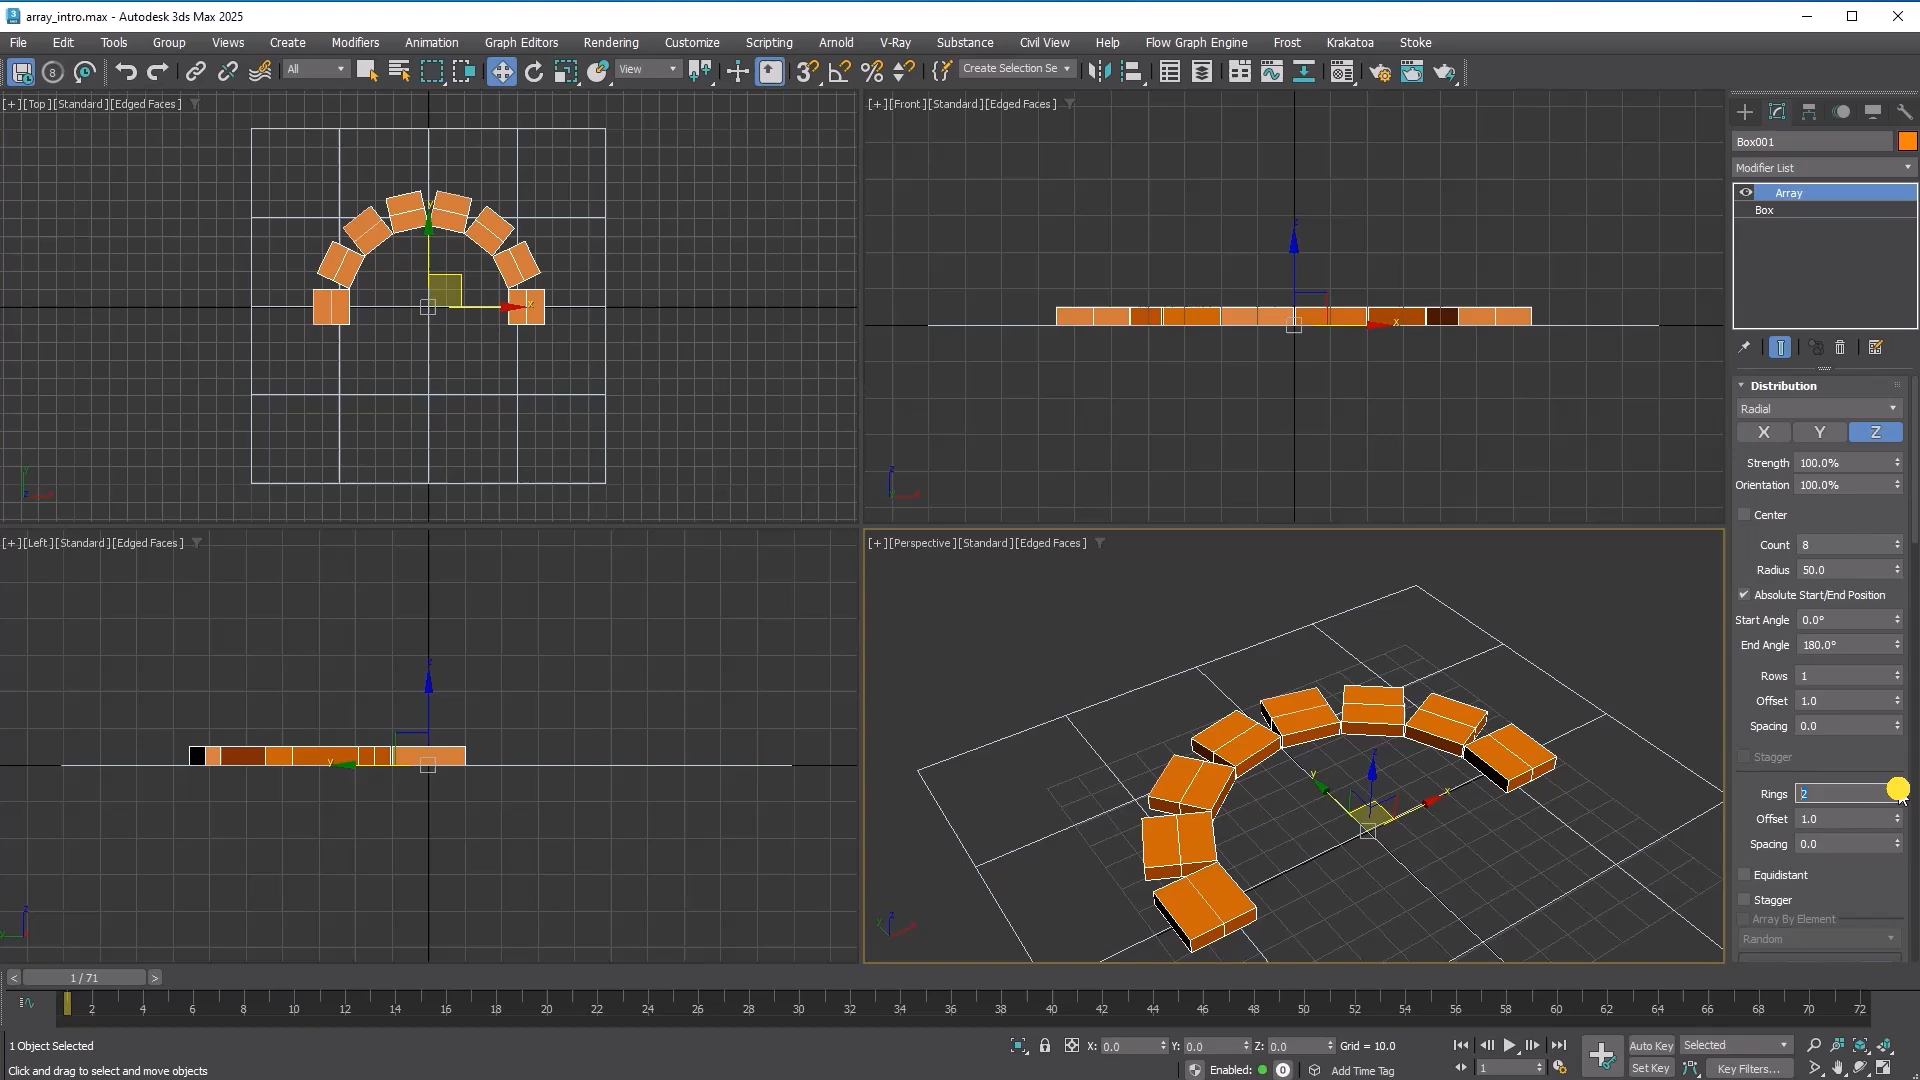 array_intro.max - Autodesk 3ds Max 2025
File Edit Tools Group Views Create Modifiers Animation Graph Editors Rendering Customize Scripting Arnold V-Ray Substance Civil View Help Flow Graph Engine Frost Krakatoa Stoke
8 All View 3 Create Selection Se
[+][Top][Standard][Edged Faces]
[+][Front][Standard][Edged Faces]
Box001
Modifier List
Array
Box
Distribution
Radial
X Y Z
Strength 100.0%
Orientation 100.0%
Center
[+][Left][Standard][Edged Faces]
[+][Perspective][Standard][Edged Faces]
Count 8
Radius 50.0
Absolute Start/End Position
Start Angle 0.0°
End Angle 180.0°
Rows 1
Offset 1.0
Spacing 0.0
Stagger
Rings 2
Offset 1.0
Spacing 0.0
Equidistant
Stagger
Array By Element
Random
< 1 / 71 >
2 4 6 8 10 12 14 16 18 20 22 24 26 28 30 32 34 36 38 40 42 44 46 48 50 52 54 56 58 60 62 64 66 68 70 72
1 Object Selected
X: 0.0 Y: 0.0 Z: 0.0 Grid = 10.0
Auto Key Selected
Click and drag to select and move objects
Enabled: 0 Add Time Tag
1 Set Key Key Filters...